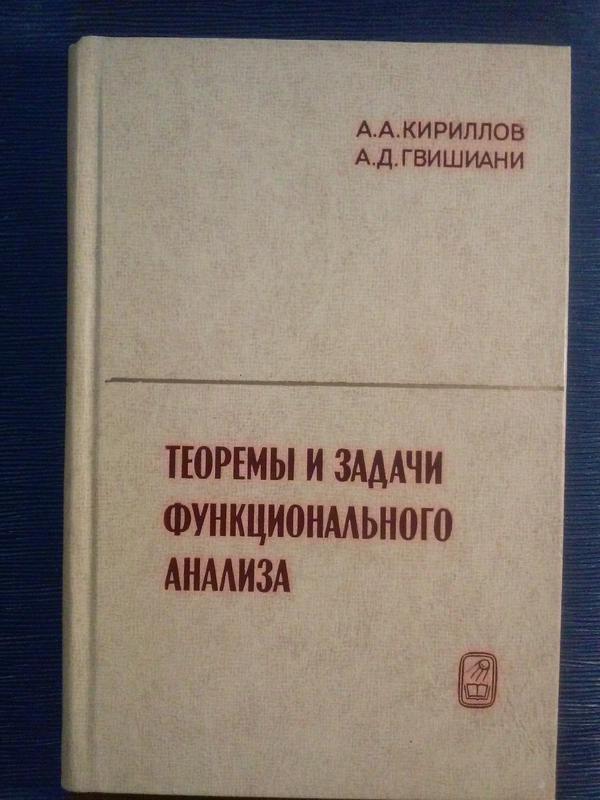 А.А.КИРИЛЛОВ
А.Д.ГВИШИАНИ
ТЕОРЕМЫ И ЗАДАЧИ
ФУНКЦИОНАЛЬНОГО
АНАЛИЗА